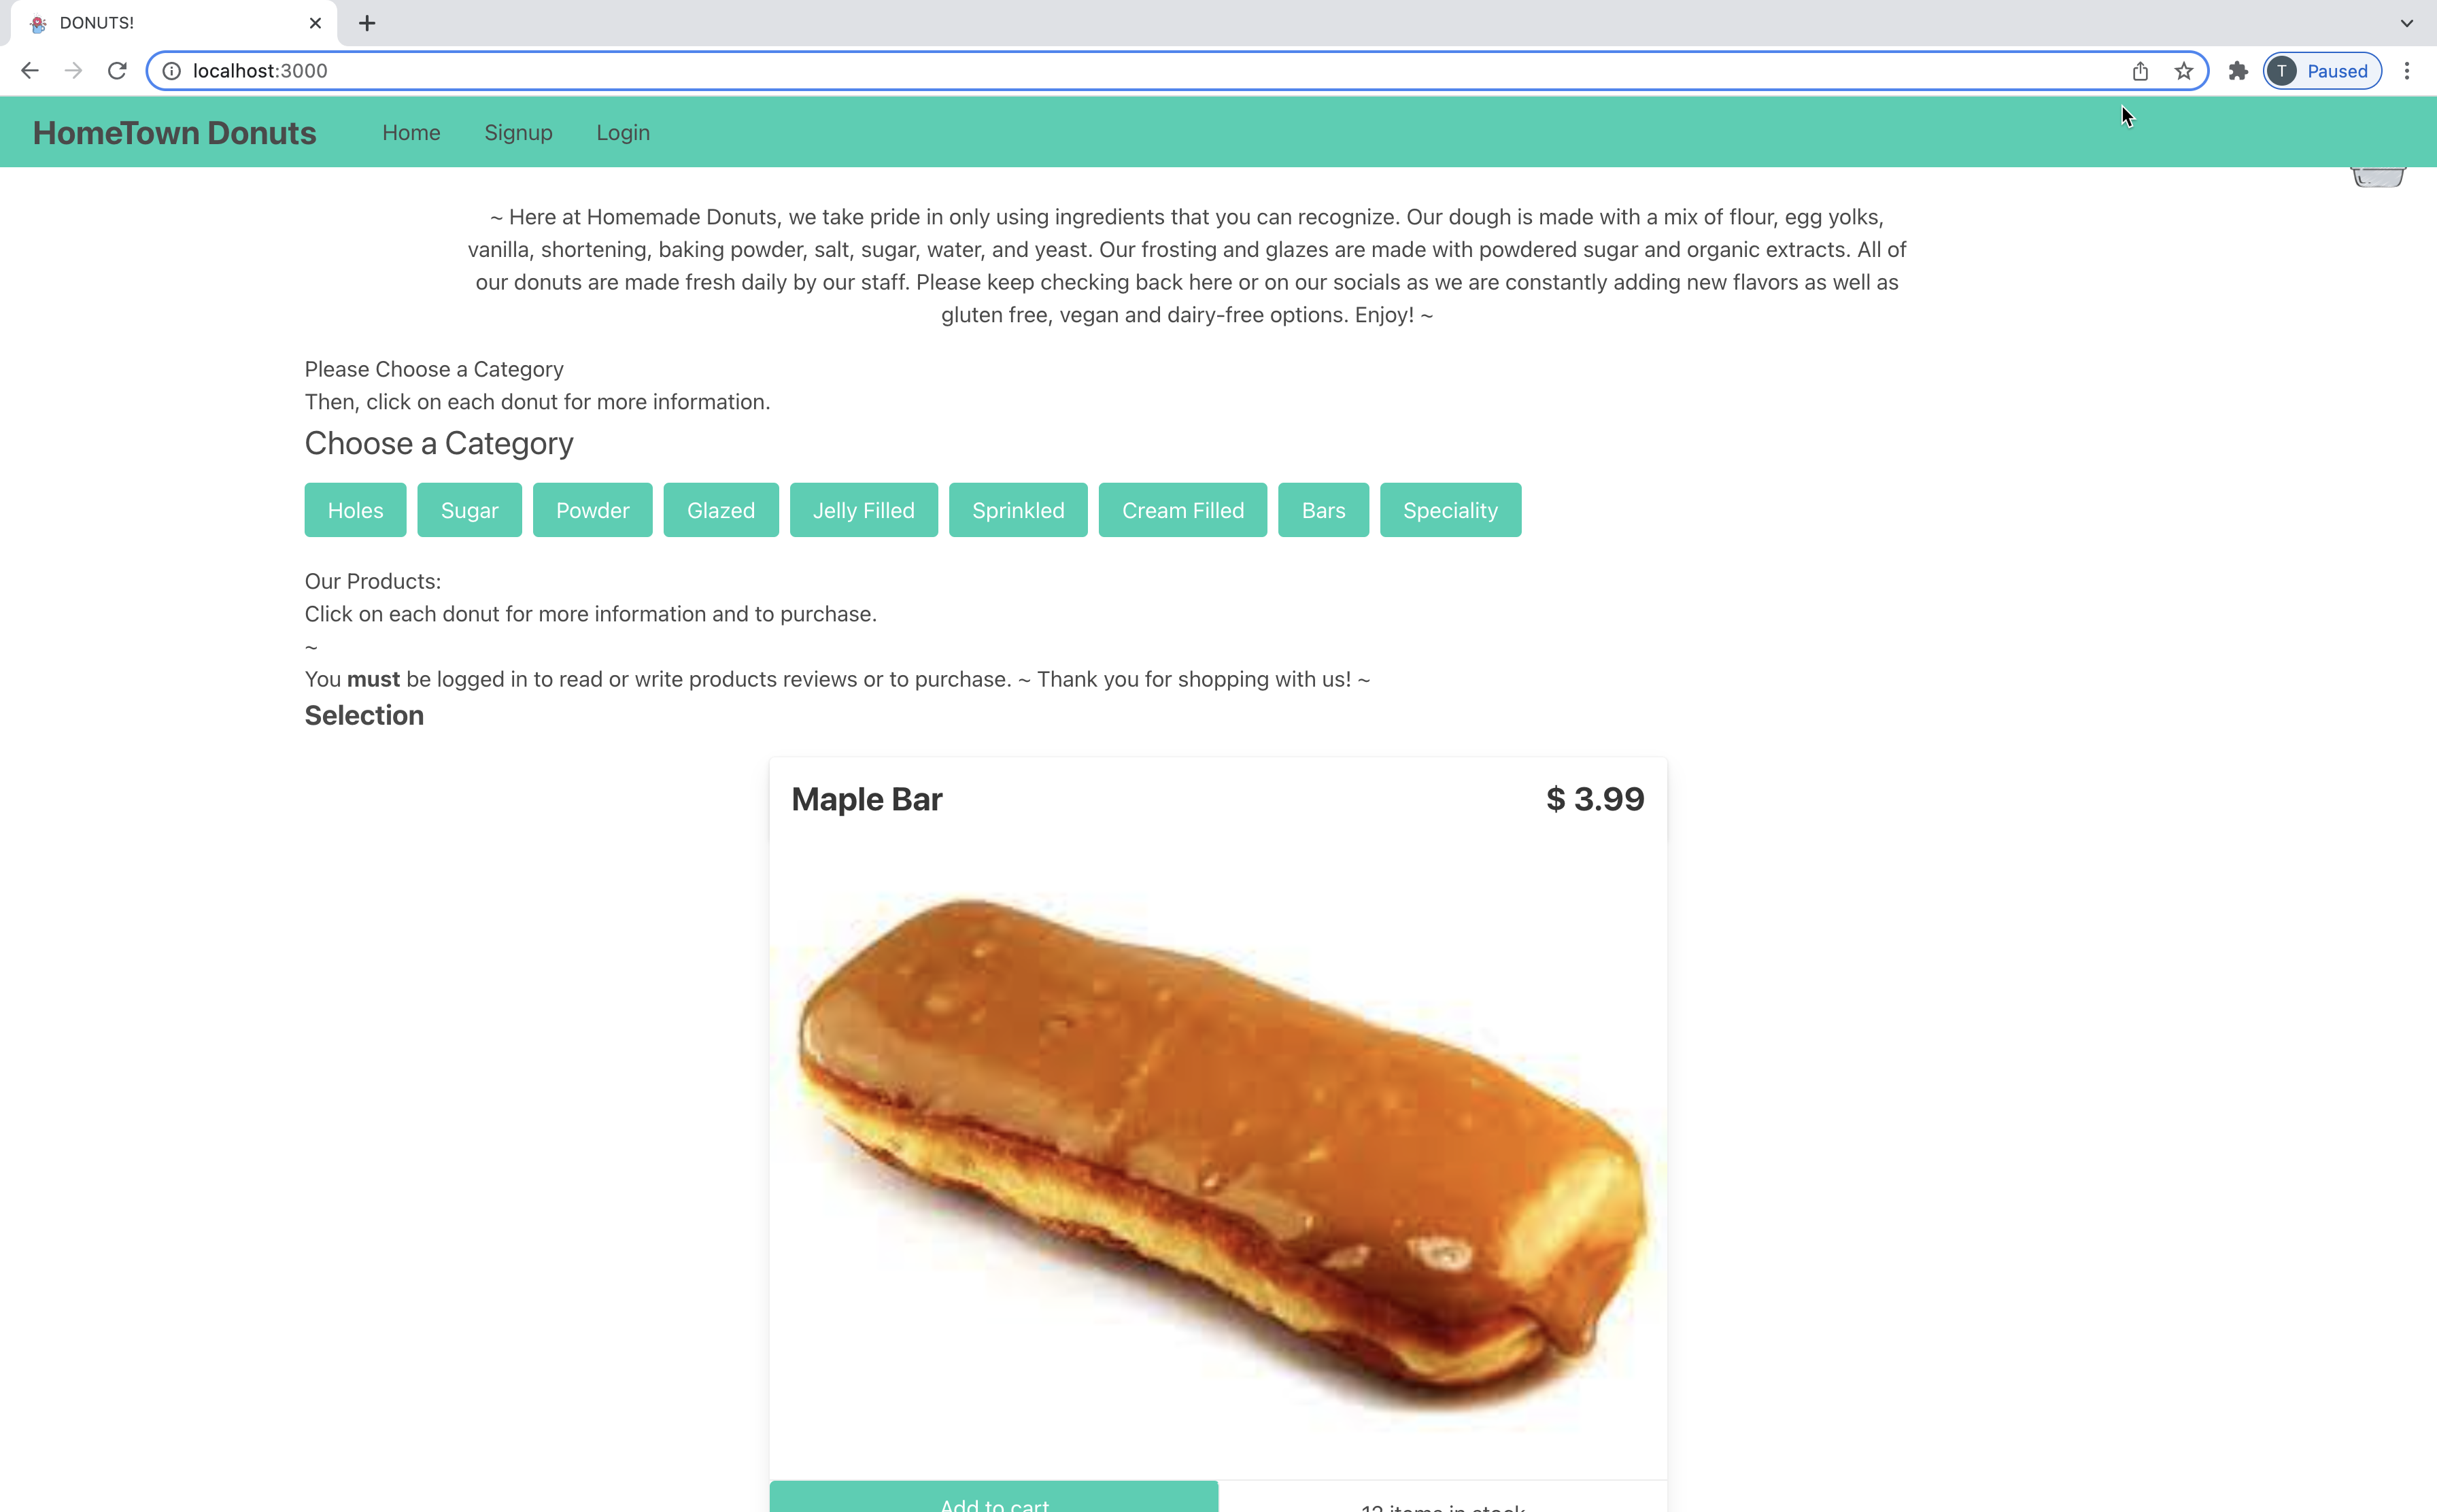 DONUTS!
localhost:3000
T Paused
HomeTown Donuts Home Signup Login
~ Here at Homemade Donuts, we take pride in only using ingredients that you can recognize. Our dough is made with a mix of flour, egg yolks,
vanilla, shortening, baking powder, salt, sugar, water, and yeast. Our frosting and glazes are made with powdered sugar and organic extracts. All of
our donuts are made fresh daily by our staff. Please keep checking back here or on our socials as we are constantly adding new flavors as well as
gluten free, vegan and dairy-free options. Enjoy! ~
Please Choose a Category
Then, click on each donut for more information.
Choose a Category
Holes Sugar Powder Glazed Jelly Filled Sprinkled Cream Filled Bars Speciality
Our Products:
Click on each donut for more information and to purchase.
~
You must be logged in to read or write products reviews or to purchase. ~ Thank you for shopping with us! ~
Selection
Maple Bar $ 3.99
Add to cart items in stock